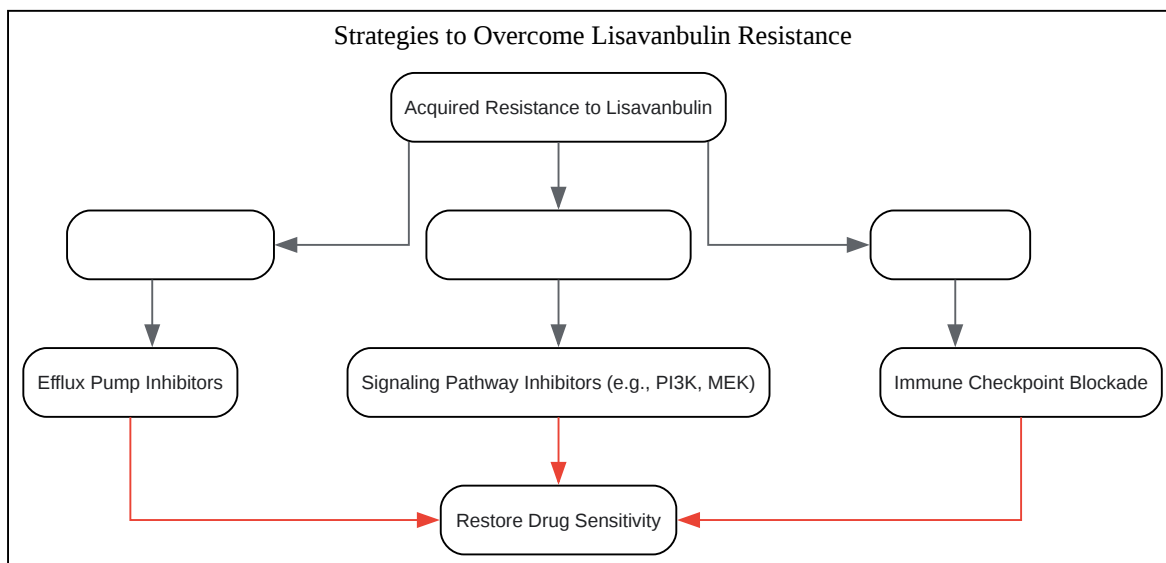 Strategies to Overcome Lisavanbulin Resistance
Acquired Resistance to Lisavanbulin
Efflux Pump Inhibitors
Signaling Pathway Inhibitors (e.g., PI3K, MEK)
Immune Checkpoint Blockade
Restore Drug Sensitivity